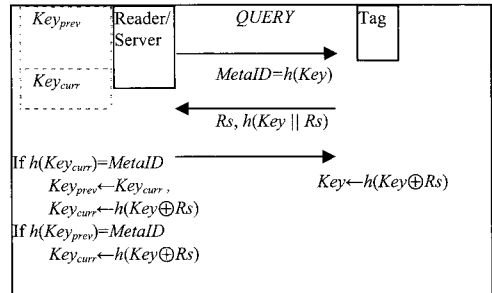 Key_prev Reader/ QUERY Tag
Server
Key_curr MetaID=h(Key)
Rs, h(Key || Rs)
If h(Key_curr)=MetaID
Key_prev←Key_curr , Key←h(Key⊕Rs)
Key_curr←h(Key⊕Rs)
If h(Key_prev)=MetaID
Key_curr←h(Key⊕Rs)